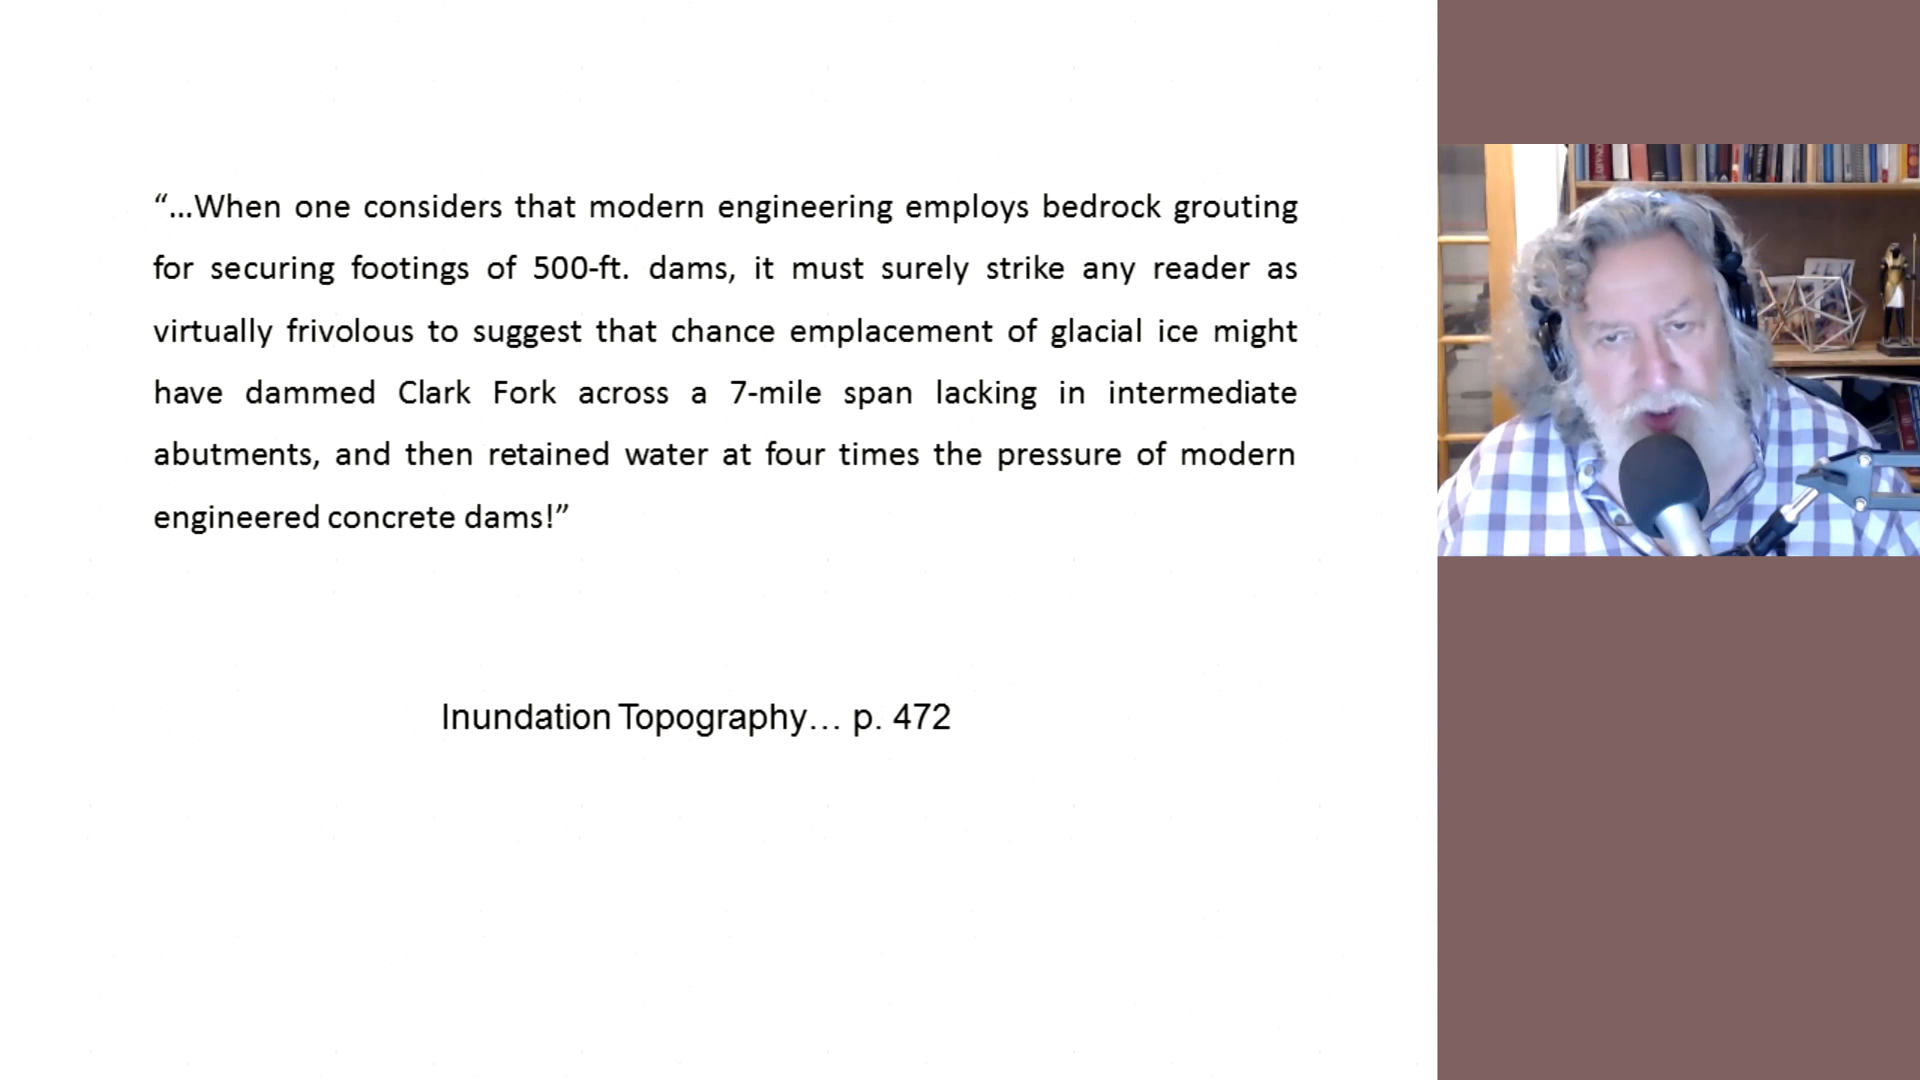 “...When one considers that modern engineering employs bedrock grouting
for securing footings of 500-ft. dams, it must surely strike any reader as
virtually frivolous to suggest that chance emplacement of glacial ice might
have dammed Clark Fork across a 7-mile span lacking in intermediate
abutments, and then retained water at four times the pressure of modern
engineered concrete dams!”
Inundation Topography... p. 472